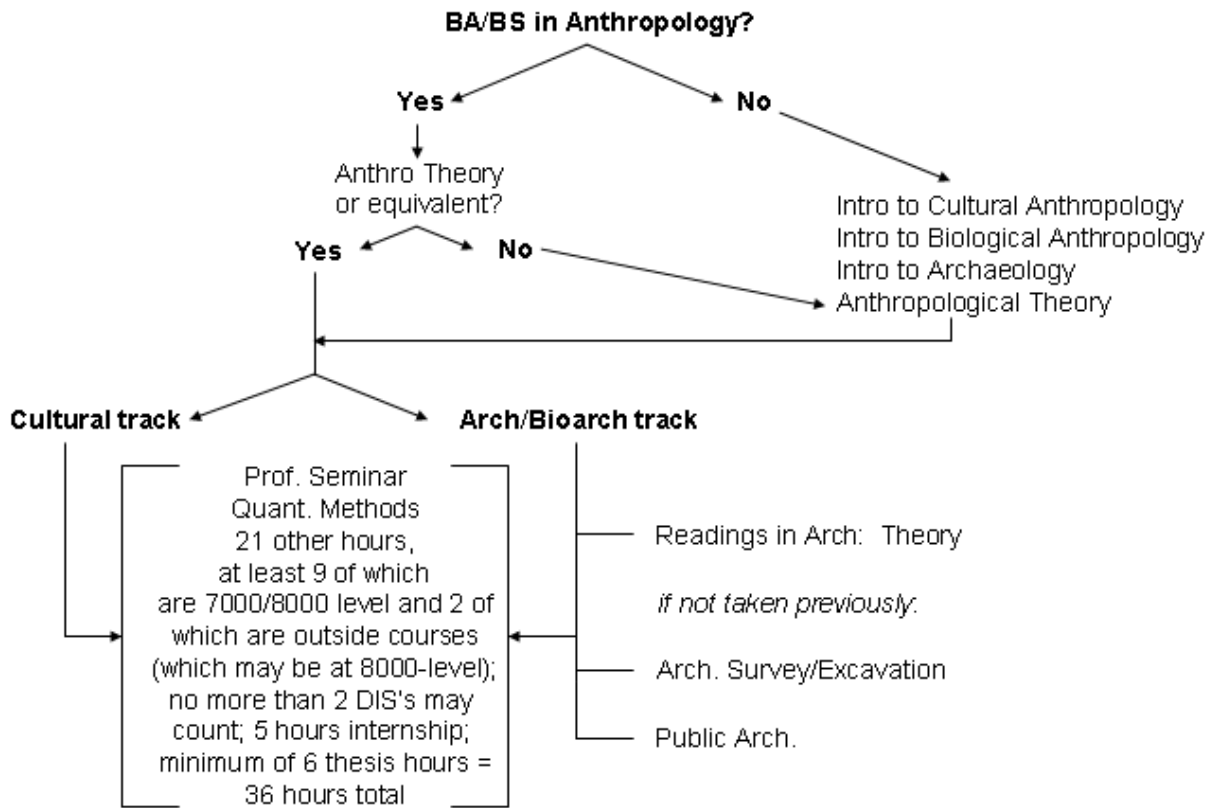 BA/BS in Anthropology?
Yes
No
Anthro Theory
or equivalent?
Yes
No
Intro to Cultural Anthropology
Intro to Biological Anthropology
Intro to Archaeology
Anthropological Theory
Cultural track
Arch/Bioarch track
Prof. Seminar
Quant. Methods
21 other hours,
at least 9 of which
are 7000/8000 level and 2 of
which are outside courses
(which may be at 8000-level);
no more than 2 DIS's may
count; 5 hours internship;
minimum of 6 thesis hours =
36 hours total
Readings in Arch: Theory
if not taken previously:
Arch. Survey/Excavation
Public Arch.